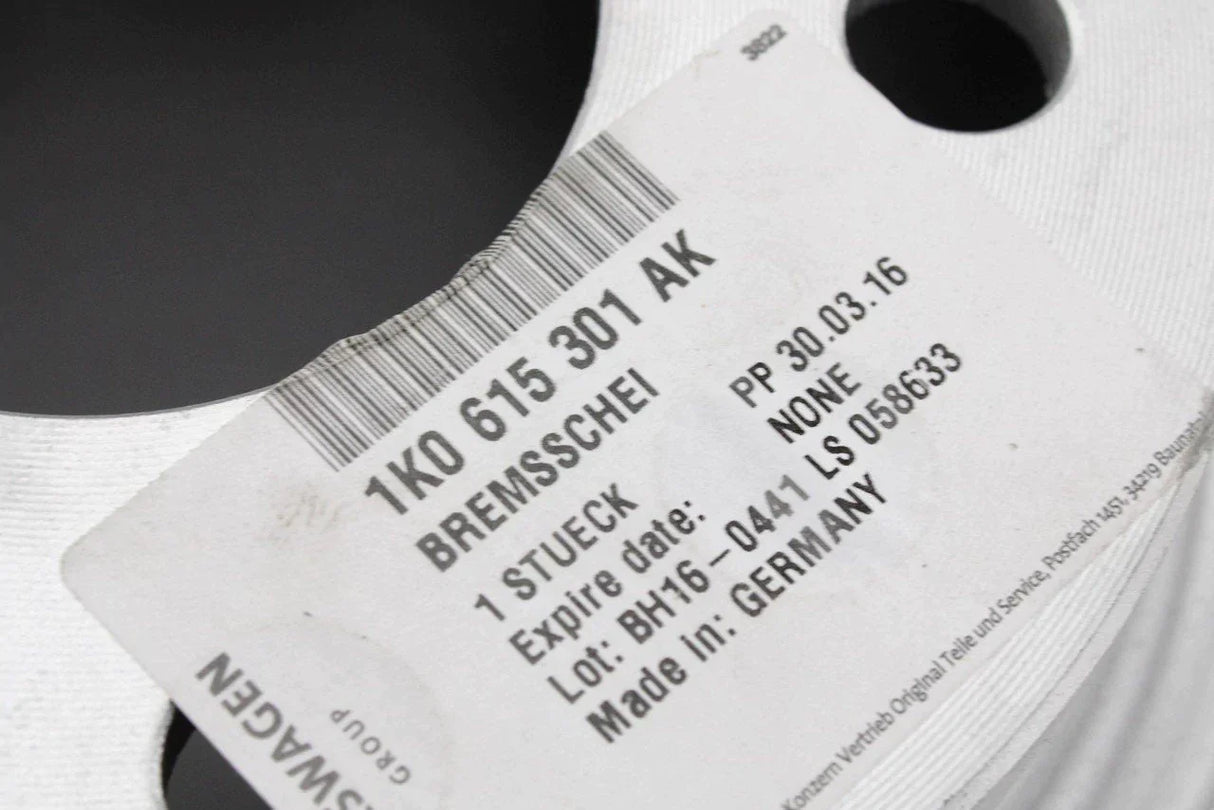 3822
1K0 615 301 AK
BREMSSCHEI
PP 30.03.16
1 STUECK
NONE
Expire date:
Lot: BH16-0441 LS 058633
Made in: GERMANY
Konzern Vertrieb Original Teile und Service, Postfach 1451, 34219 Baunatal
SWAGEN
GROUP